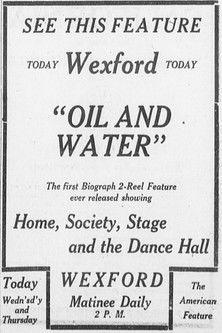 SEE THIS FEATURE
TODAY Wexford TODAY
"OIL AND
WATER"
The first Biograph 2-Reel Feature
ever released showing
Home, Society, Stage
and the Dance Hall
Today
Wedn'sd'y
and
Thursday
WEXFORD
Matinee Daily
2 P. M.
The
American
Feature